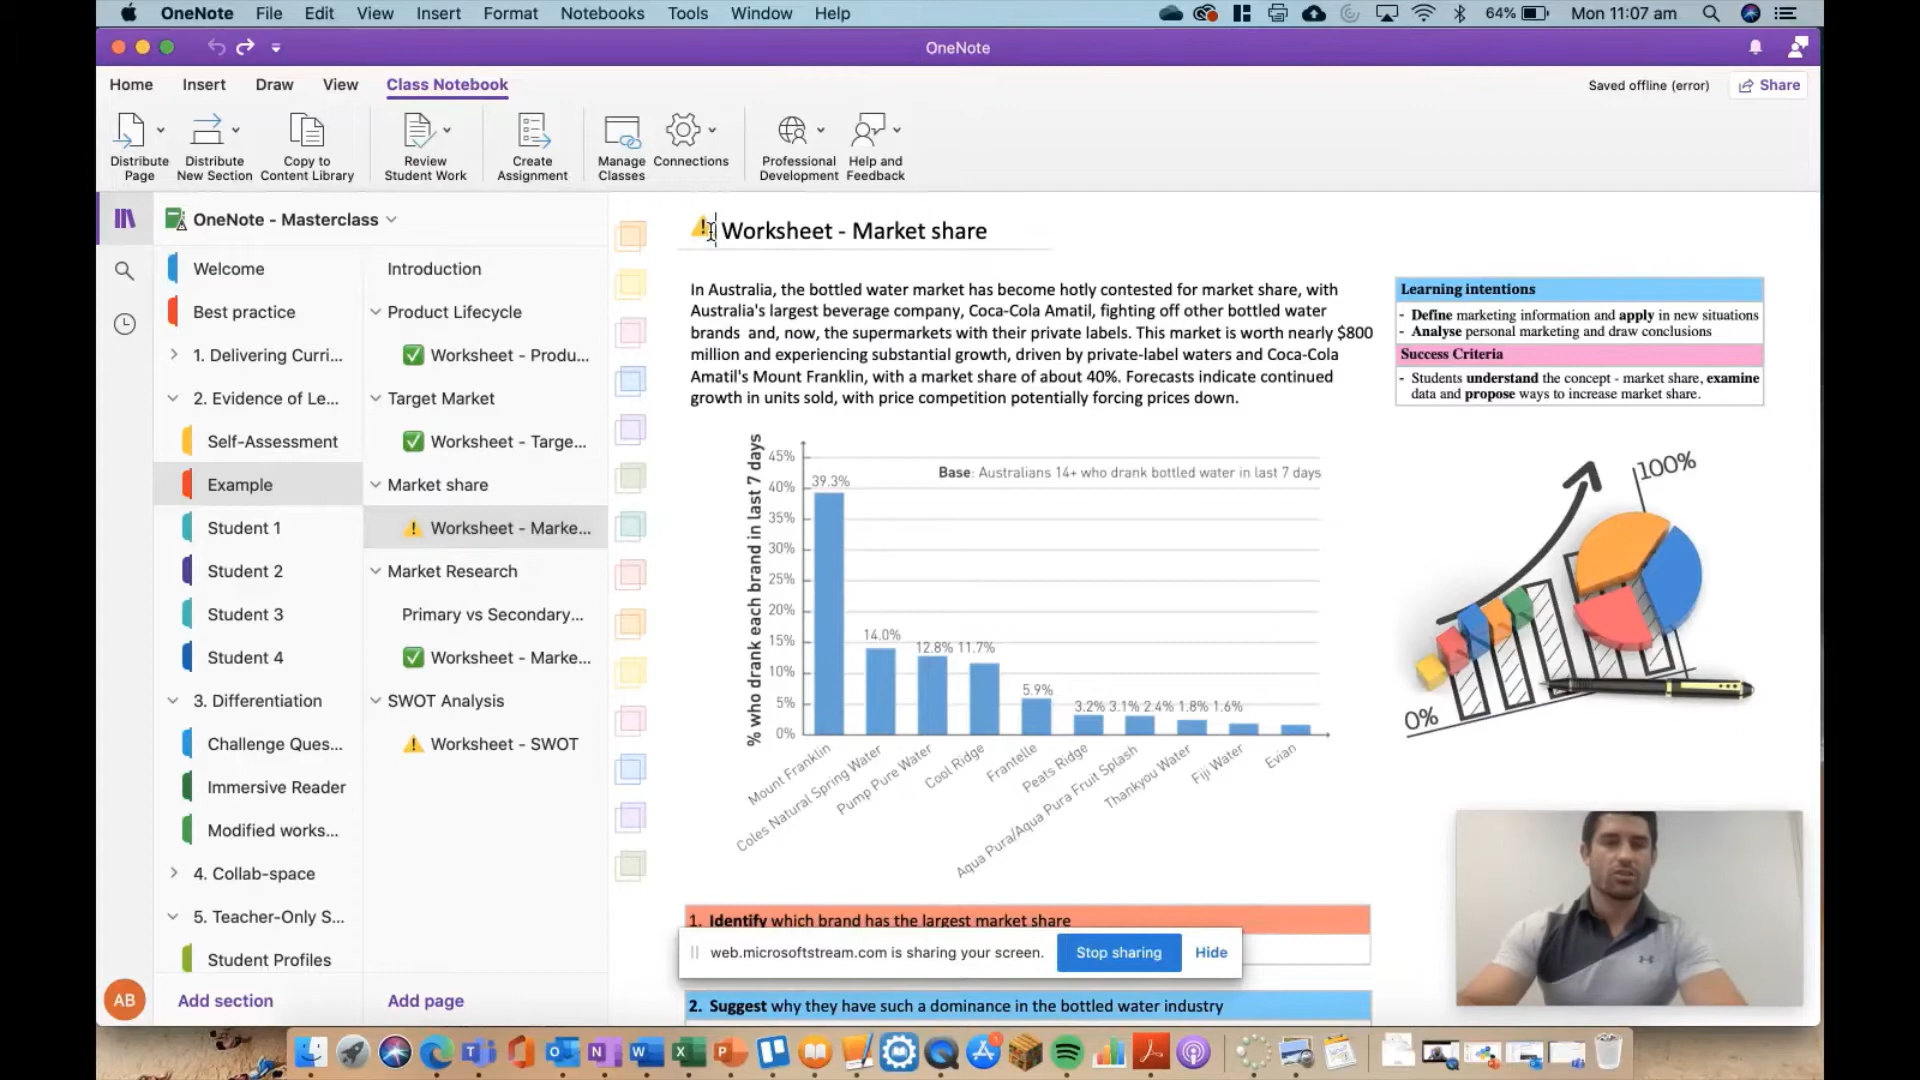 OneNote File Edit View Insert Format Notebooks Tools Window Help
64% Mon 11:07 am
OneNote
Home Insert Draw View Class Notebook
Saved offline (error) Share
Distribute Page
Distribute New Section
Copy to Content Library
Review Student Work
Create Assignment
Manage Classes
Connections
Professional Development
Help and Feedback
OneNote - Masterclass
Welcome
Best practice
1. Delivering Curri...
2. Evidence of Le...
Self-Assessment
Example
Student 1
Student 2
Student 3
Student 4
3. Differentiation
Challenge Ques...
Immersive Reader
Modified works...
4. Collab-space
5. Teacher-Only S...
Student Profiles
Add section
AB
Introduction
Product Lifecycle
Worksheet - Produ...
Target Market
Worksheet - Targe...
Market share
Worksheet - Marke...
Market Research
Primary vs Secondary...
Worksheet - Marke...
SWOT Analysis
Worksheet - SWOT
Add page
Worksheet - Market share
In Australia, the bottled water market has become hotly contested for market share, with
Australia's largest beverage company, Coca-Cola Amatil, fighting off other bottled water
brands and, now, the supermarkets with their private labels. This market is worth nearly $800
million and experiencing substantial growth, driven by private-label waters and Coca-Cola
Amatil's Mount Franklin, with a market share of about 40%. Forecasts indicate continued
growth in units sold, with price competition potentially forcing prices down.
Learning intentions
- Define marketing information and apply in new situations
- Analyse personal marketing and draw conclusions
Success Criteria
- Students understand the concept - market share, examine
data and propose ways to increase market share.
% who drank each brand in last 7 days
Base: Australians 14+ who drank bottled water in last 7 days
45%
40%
35%
30%
25%
20%
15%
10%
5%
0%
39.3%
14.0%
12.8%
11.7%
5.9%
3.2%
3.1%
2.4%
1.8%
1.6%
Mount Franklin
Coles Natural Spring Water
Pump Pure Water
Cool Ridge
Frantelle
Peats Ridge
Aqua Pura/Aqua Pura Fruit Splash
Thankyou Water
Fiji Water
Evian
100%
0%
1. Identify which brand has the largest market share
web.microsoftstream.com is sharing your screen. Stop sharing Hide
2. Suggest why they have such a dominance in the bottled water industry